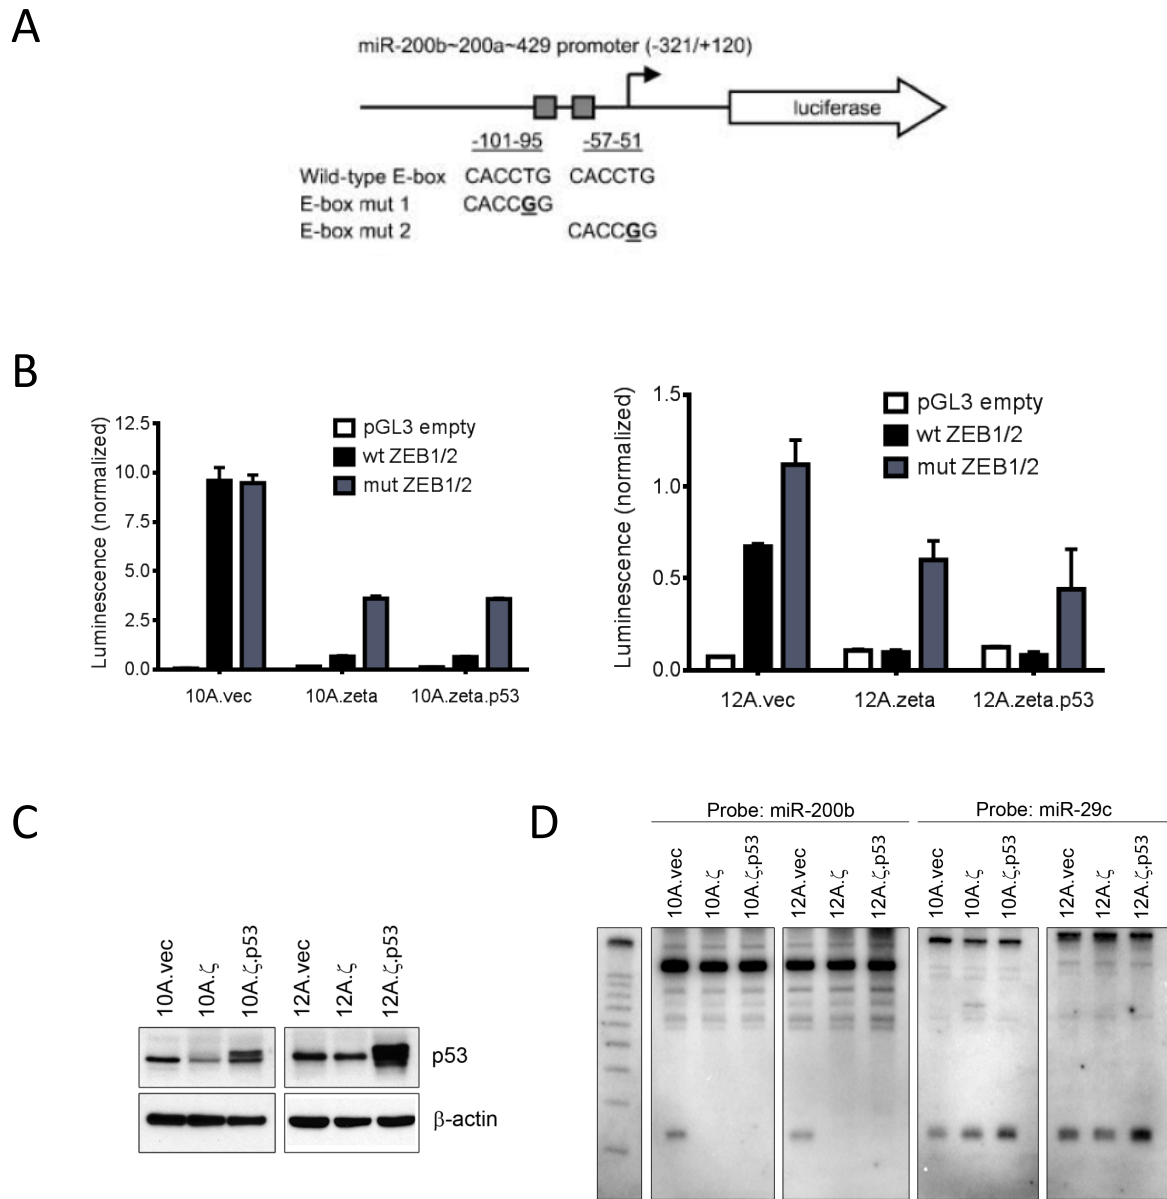 A
miR-200b~200a~429 promoter (-321/+120)
luciferase
-101-95 -57-51
Wild-type E-box CACCTG CACCTG
E-box mut 1 CACCGG
E-box mut 2 CACCGG
B
Luminescence (normalized)
12.5
10.0
7.5
5.0
2.5
0.0
pGL3 empty
wt ZEB1/2
mut ZEB1/2
10A.vec 10A.zeta 10A.zeta.p53
Luminescence (normalized)
1.5
1.0
0.5
0.0
pGL3 empty
wt ZEB1/2
mut ZEB1/2
12A.vec 12A.zeta 12A.zeta.p53
C
10A.vec
10A.ζ
10A.ζ.p53
12A.vec
12A.ζ
12A.ζ.p53
p53
β-actin
D
Probe: miR-200b
Probe: miR-29c
10A.vec
10A.ζ
10A.ζ.p53
12A.vec
12A.ζ
12A.ζ.p53
10A.vec
10A.ζ
10A.ζ.p53
12A.vec
12A.ζ
12A.ζ.p53